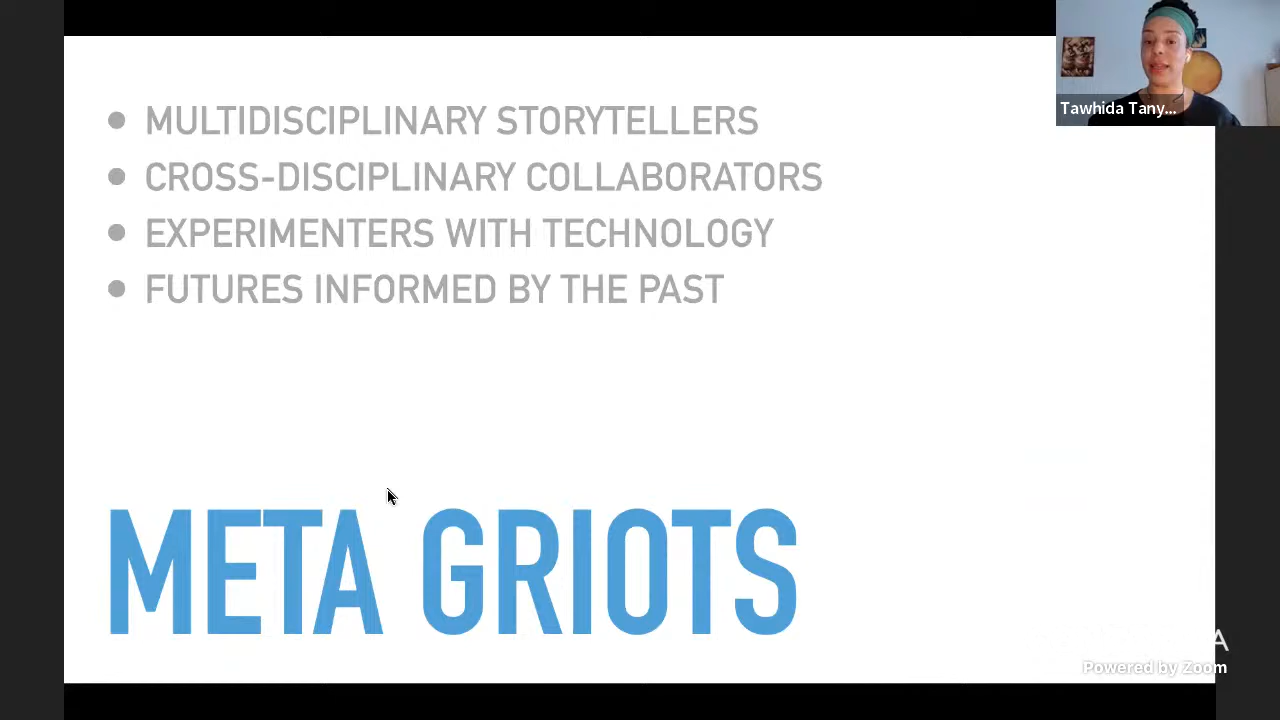 Tawhida Tany...
• MULTIDISCIPLINARY STORYTELLERS
• CROSS-DISCIPLINARY COLLABORATORS
• EXPERIMENTERS WITH TECHNOLOGY
• FUTURES INFORMED BY THE PAST
META GRIOTS
Powered by Zoom